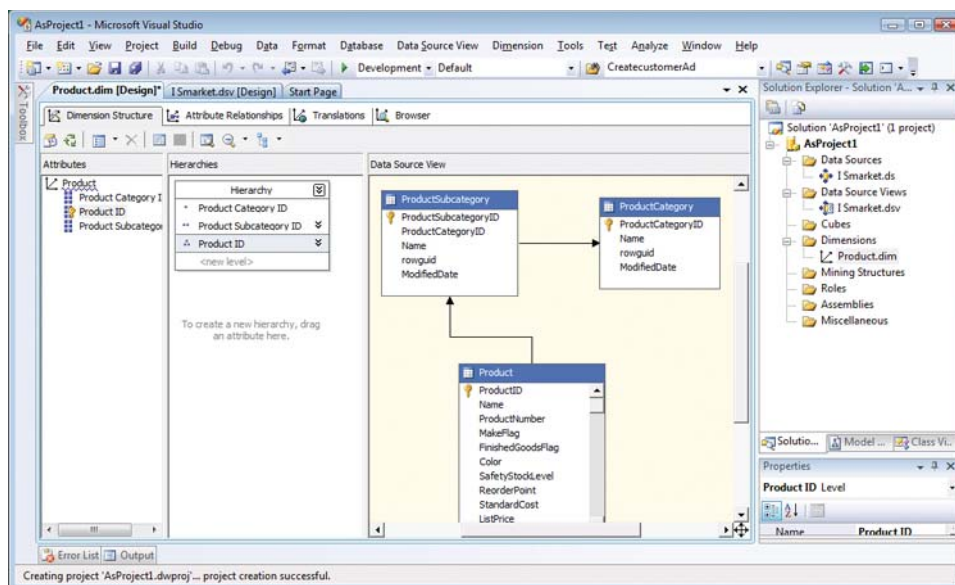 AsProject1 - Microsoft Visual Studio
File Edit View Project Build Debug Data Format Database Data Source View Dimension Tools Test Analyze Window Help
Development Default CreatecustomerAd
Toolbox
Product.dim [Design]* ISmarket.dsv [Design] Start Page
Dimension Structure Attribute Relationships Translations Browser
Attributes
Product
Product Category I
Product ID
Product Subcatego
Hierarchies
Hierarchy
Product Category ID
Product Subcategory ID
Product ID
<new level>
To create a new hierarchy, drag
an attribute here.
Data Source View
ProductSubcategory
ProductSubcategoryID
ProductCategoryID
Name
rowguid
ModifiedDate
ProductCategory
ProductCategoryID
Name
rowguid
ModifiedDate
Product
ProductID
Name
ProductNumber
MakeFlag
FinishedGoodsFlag
Color
SafetyStockLevel
ReorderPoint
StandardCost
ListPrice
Solution Explorer - Solution 'A...
Solution 'AsProject1' (1 project)
AsProject1
Data Sources
ISmarket.ds
Data Source Views
ISmarket.dsv
Cubes
Dimensions
Product.dim
Mining Structures
Roles
Assemblies
Miscellaneous
Solutio... Model ... Class Vi...
Properties
Product ID Level
Name Product ID
Error List Output
Creating project 'AsProject1.dwproj'... project creation successful.